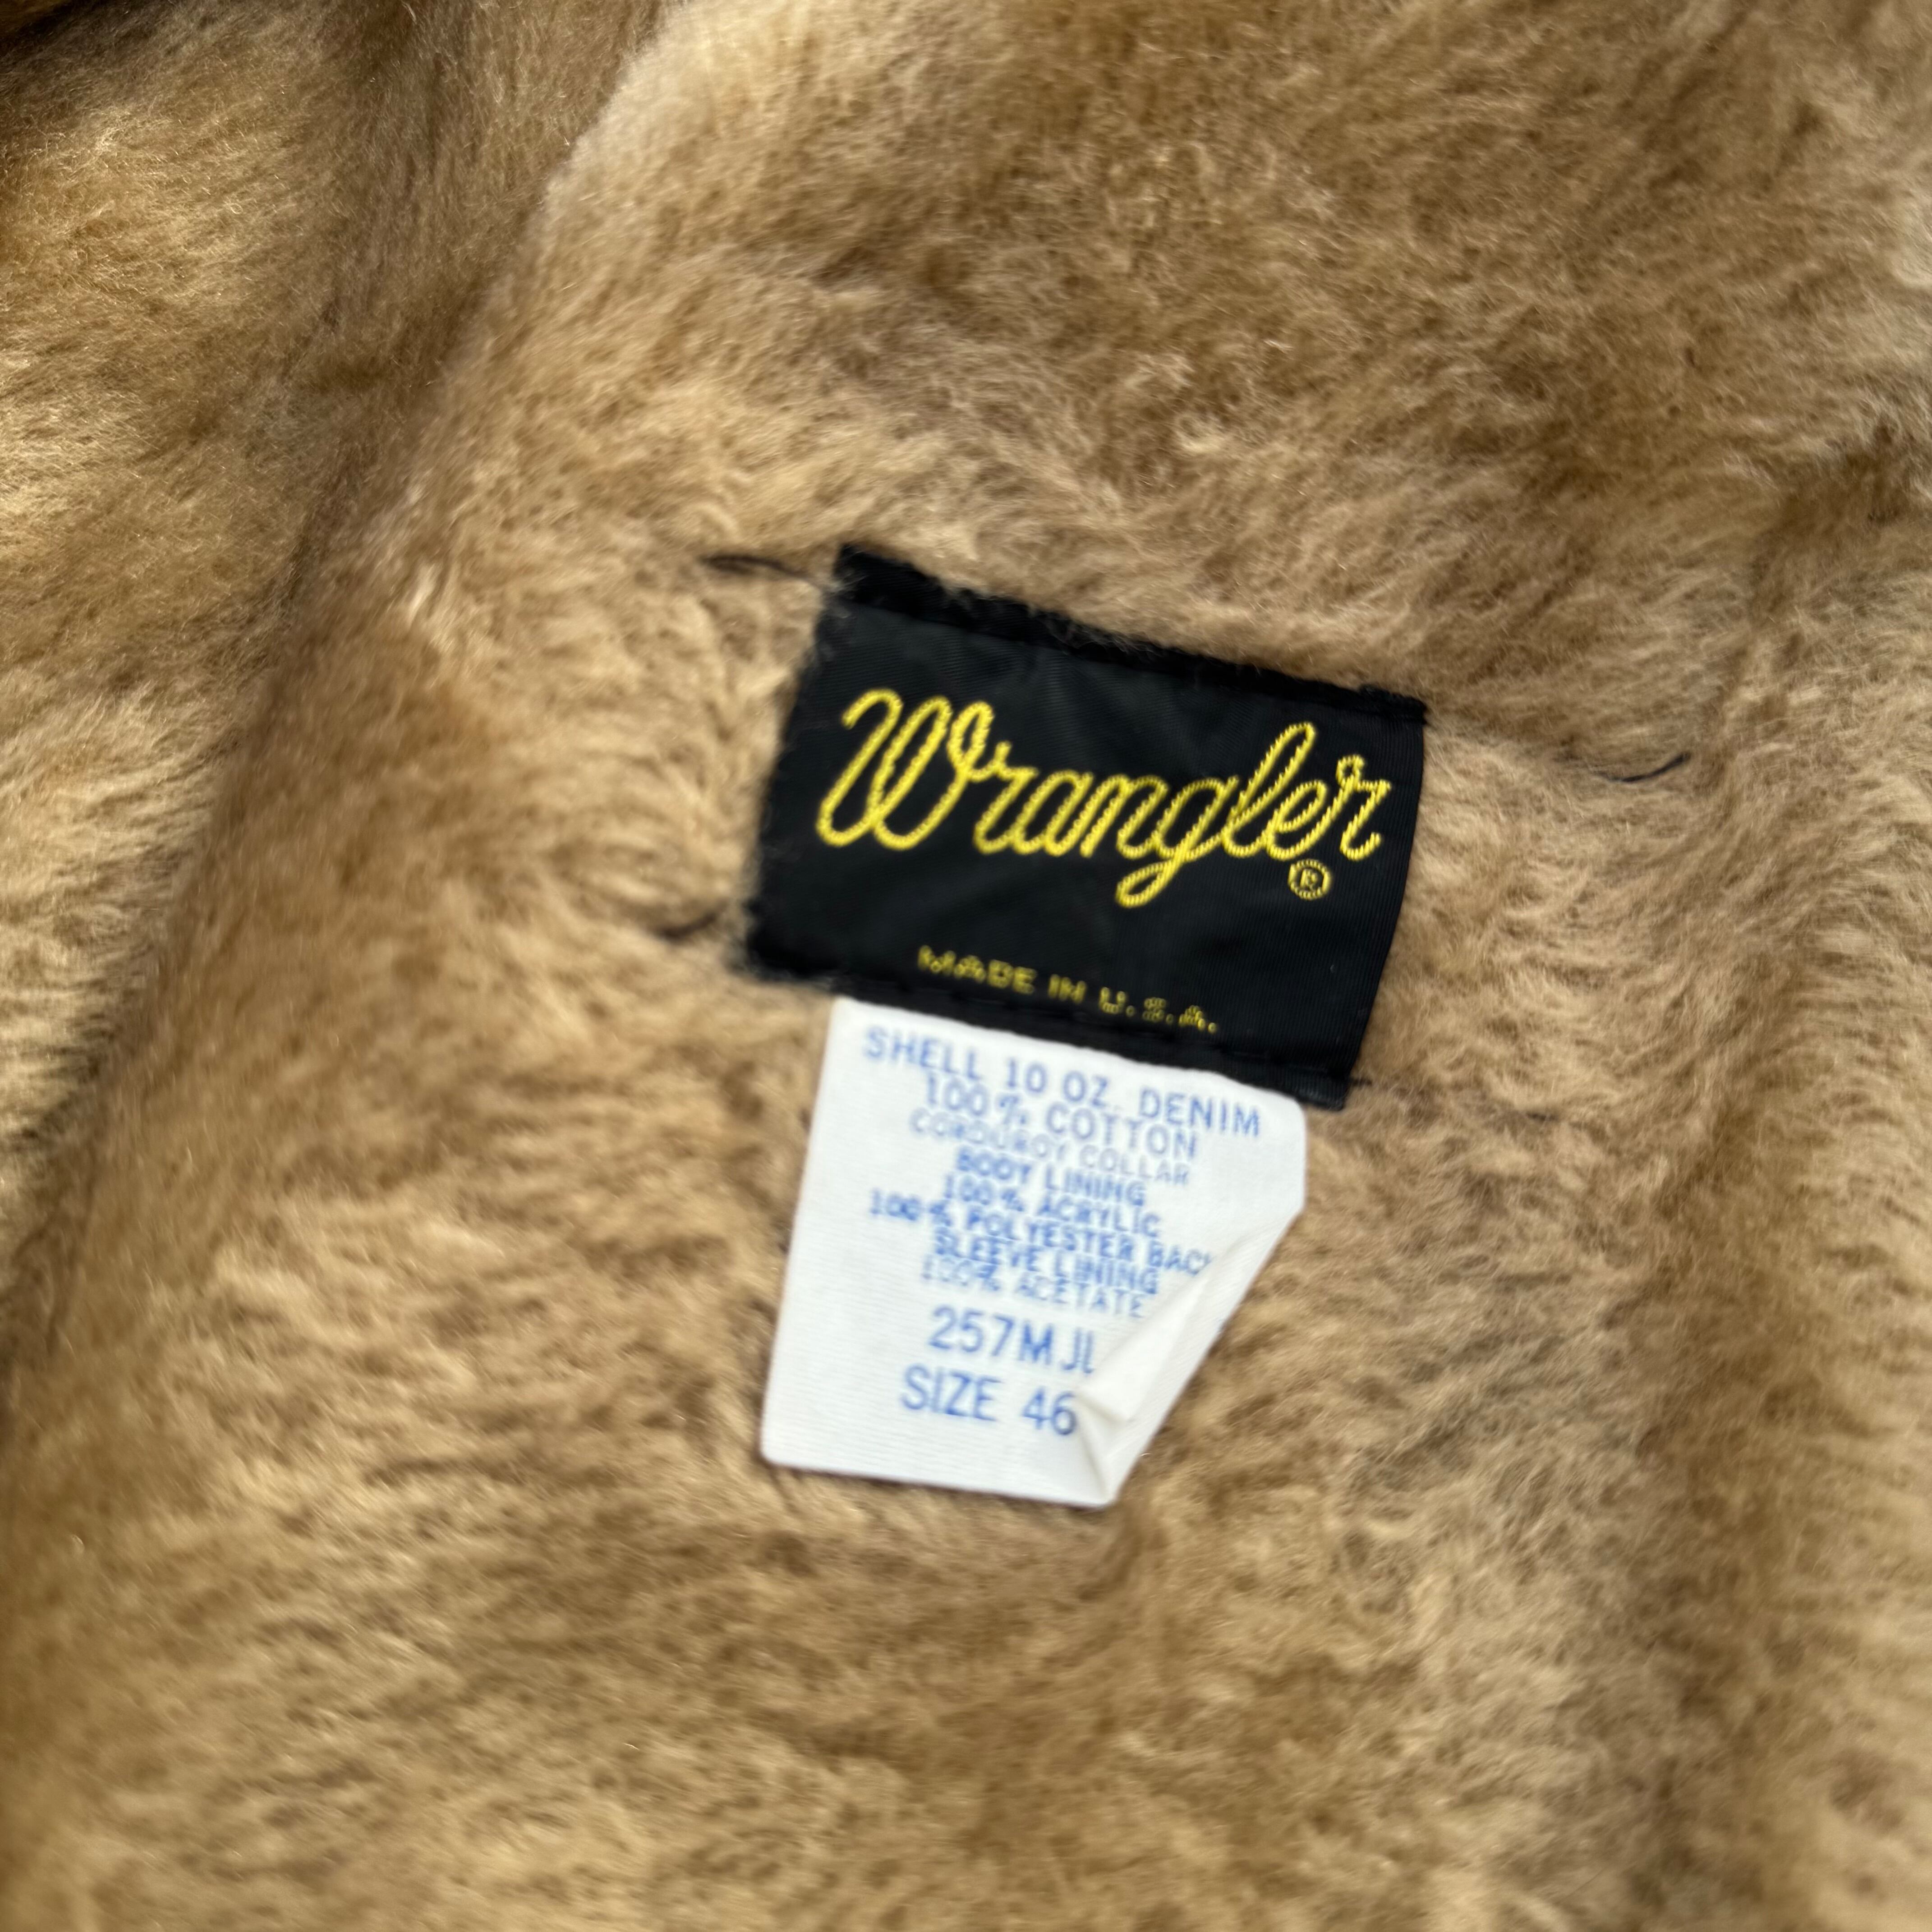 Wrangler
®
MADE IN U.S.A.
SHELL 10 OZ. DENIM
100% COTTON
CORDUROY COLLAR
BODY LINING
100% ACRYLIC
100% POLYESTER BAC
SLEEVE LINING
100% ACETATE
257MJL
SIZE 46